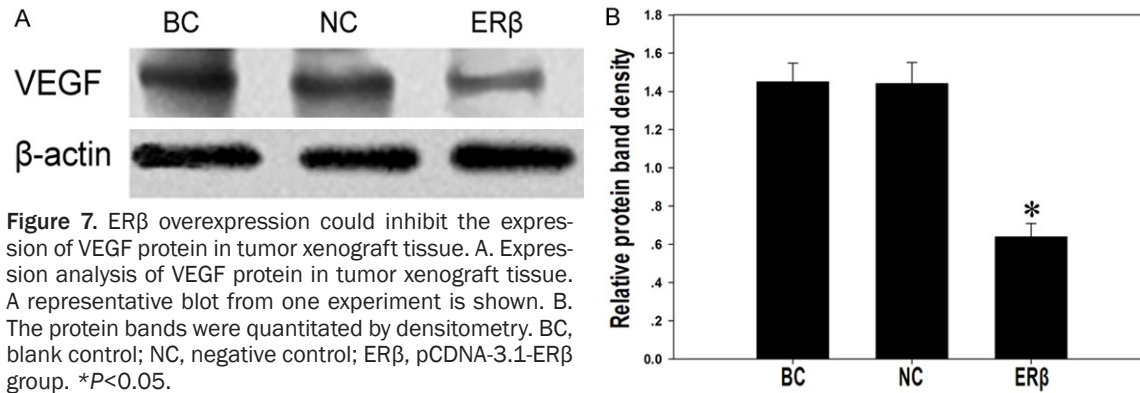 A
BC NC ERβ
VEGF
β-actin
Figure 7. ERβ overexpression could inhibit the expres-
sion of VEGF protein in tumor xenograft tissue. A. Expres-
sion analysis of VEGF protein in tumor xenograft tissue.
A representative blot from one experiment is shown. B.
The protein bands were quantitated by densitometry. BC,
blank control; NC, negative control; ERβ, pCDNA-3.1-ERβ
group. *P<0.05.
B
Relative protein band density
1.8
1.6
1.4
1.2
1.0
.8
.6
.4
.2
0.0
*
BC NC ERβ